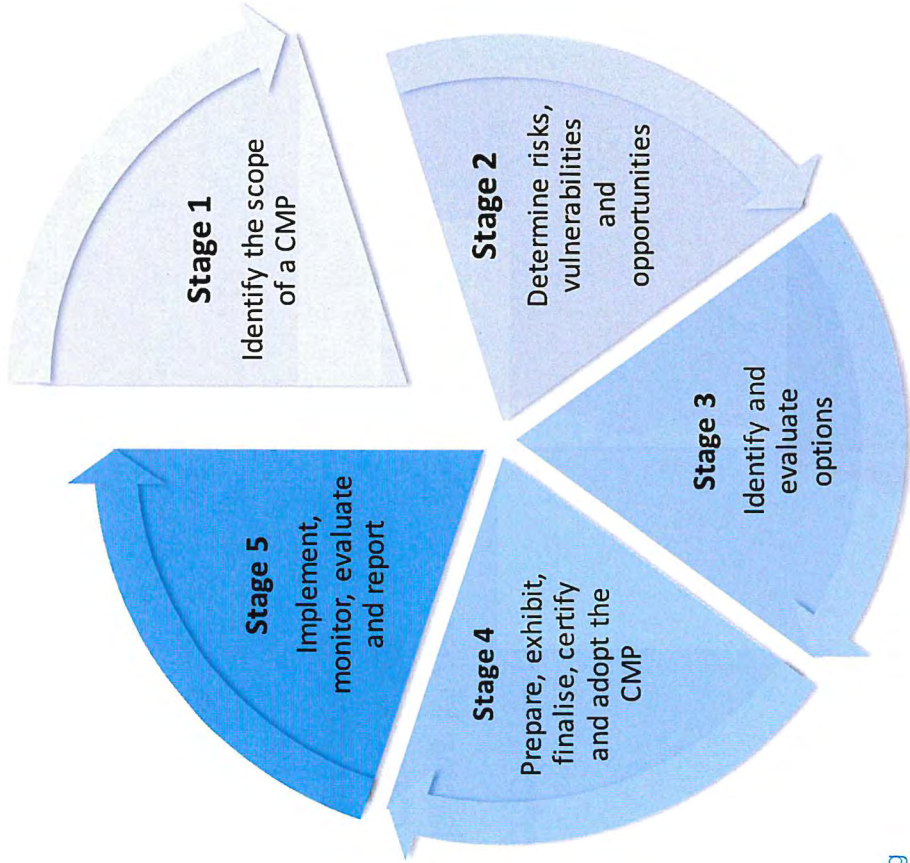 Stage 1
Identify the scope
of a CMP
Stage 2
Determine risks,
vulnerabilities
and
opportunities
Stage 3
Identify and
evaluate
options
Stage 4
Prepare, exhibit,
finalise, certify
and adopt the
CMP
Stage 5
Implement,
monitor, evaluate
and report